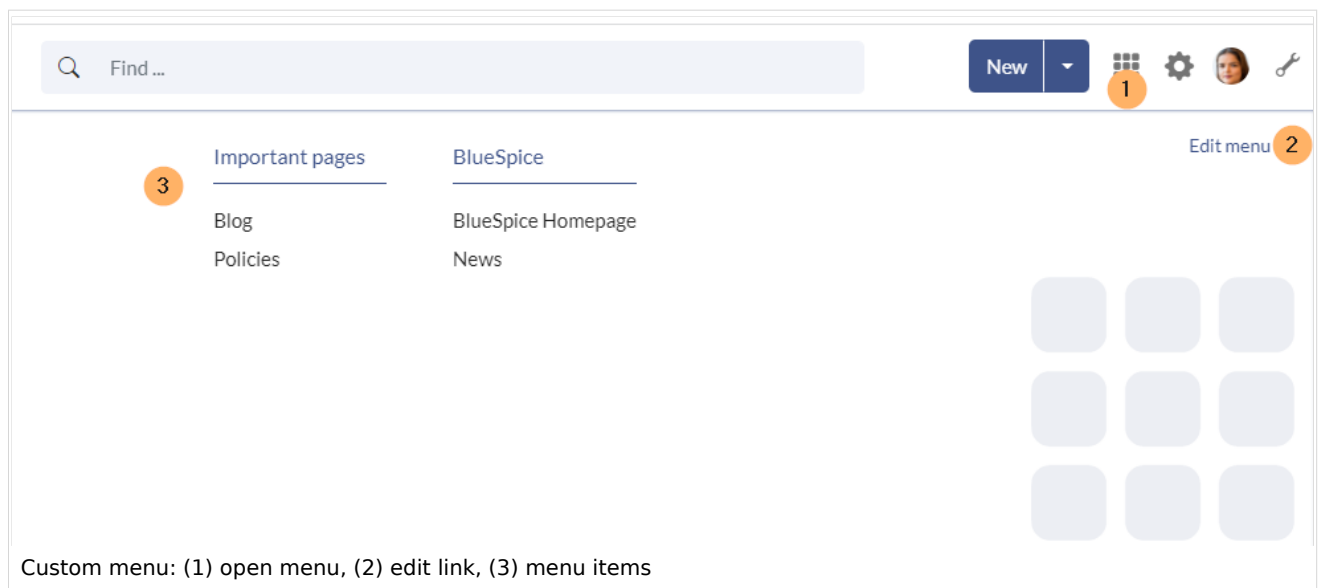 Find ...
New
1
Edit menu 2
Important pages BlueSpice
3
Blog BlueSpice Homepage
Policies News
Custom menu: (1) open menu, (2) edit link, (3) menu items